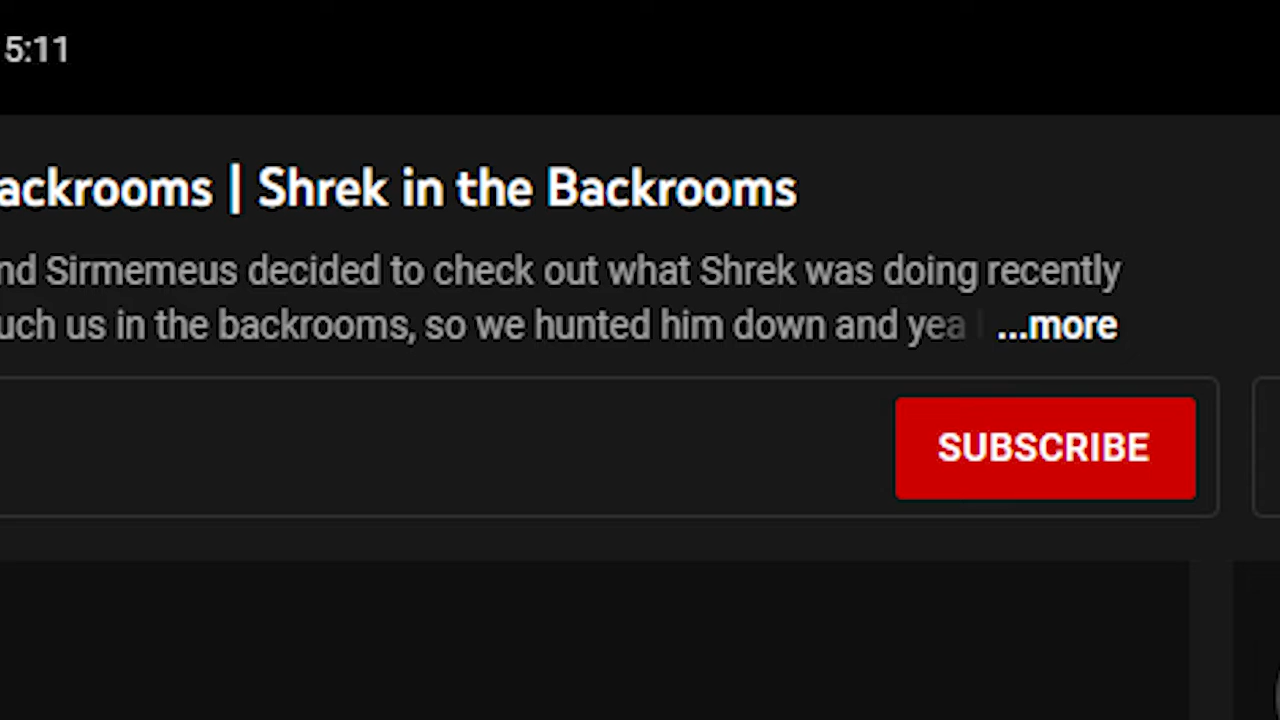 5:11
ackrooms | Shrek in the Backrooms
nd Sirmemeus decided to check out what Shrek was doing recently
uch us in the backrooms, so we hunted him down and yea ...more
SUBSCRIBE